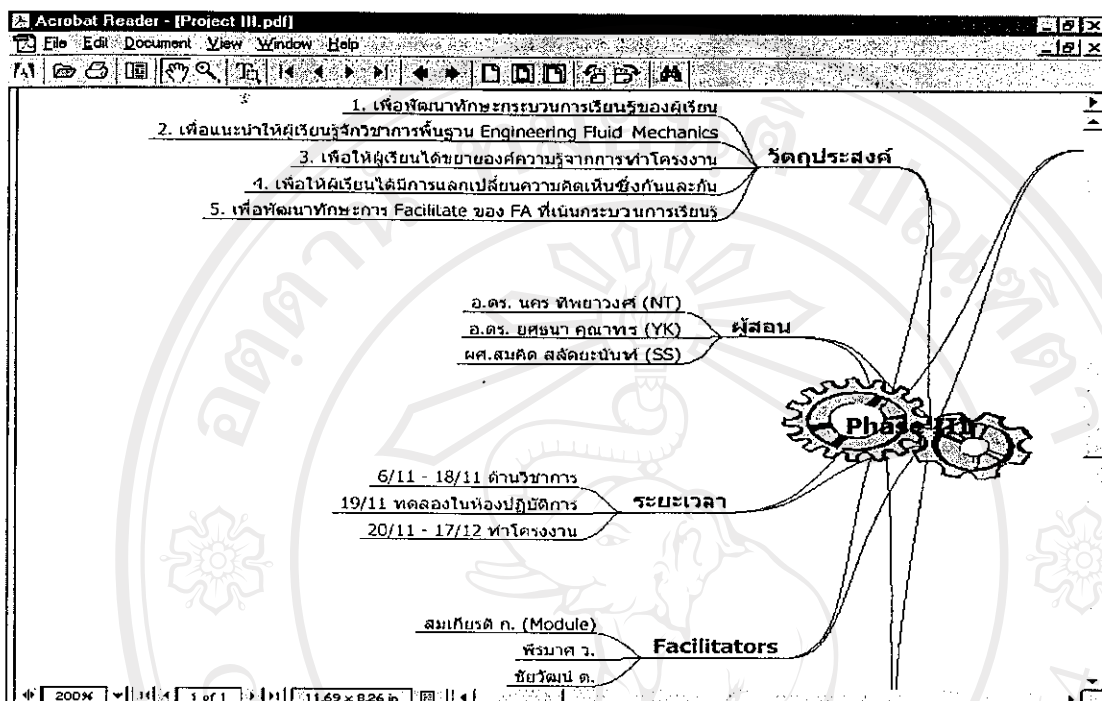 Acrobat Reader - [Project III.pdf]
File Edit Document View Window Help
1. เพื่อพัฒนาทักษะกระบวนการเรียนรู้ของผู้เรียน
2. เพื่อแนะนำให้ผู้เรียนรู้จักวิชาการพื้นฐาน Engineering Fluid Mechanics
3. เพื่อให้ผู้เรียนได้ขยายองค์ความรู้จากการทำโครงงาน
4. เพื่อให้ผู้เรียนได้มีการแลกเปลี่ยนความคิดเห็นซึ่งกันและกัน
5. เพื่อพัฒนาทักษะการ Facilitate ของ FA ที่เน้นกระบวนการเรียนรู้
วัตถุประสงค์
อ.ดร. นคร ทิพยาวงศ์ (NT)
อ.ดร. ยศธนา คุณาทร (YK)
ผศ.สมคิด สลัดยะนันท์ (SS)
ผู้สอน
Phase III
6/11 - 18/11 ด้านวิชาการ
19/11 ทดลองในห้องปฏิบัติการ
20/11 - 17/12 ทำโครงงาน
ระยะเวลา
สมเกียรติ ก. (Module)
พีรมาศ ว.
ชัยวัฒน์ ต.
Facilitators
200% 1 of 1 11.69 x 8.26 in